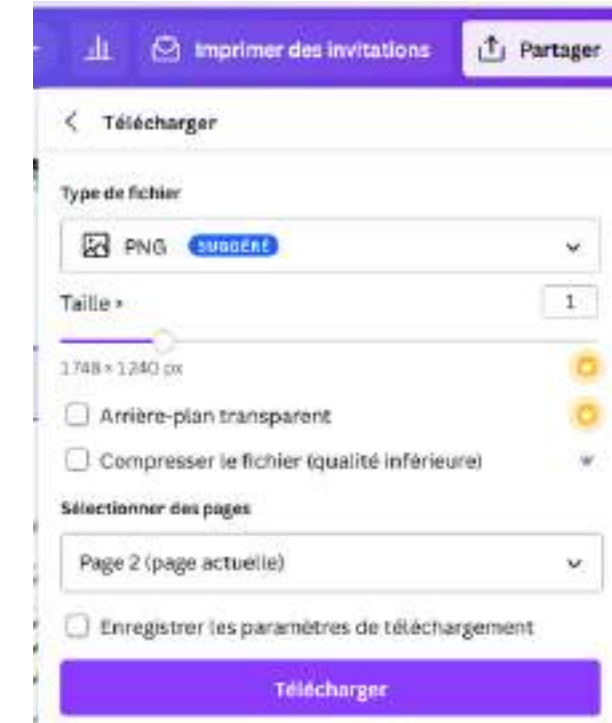 Imprimer des invitations
Partager
Télécharger
Type de fichier
PNG SUGGÉRÉ
Taille ×
1
1748 × 1240 px
Arrière-plan transparent
Compresser le fichier (qualité inférieure)
Sélectionner des pages
Page 2 (page actuelle)
Enregistrer les paramètres de téléchargement
Télécharger